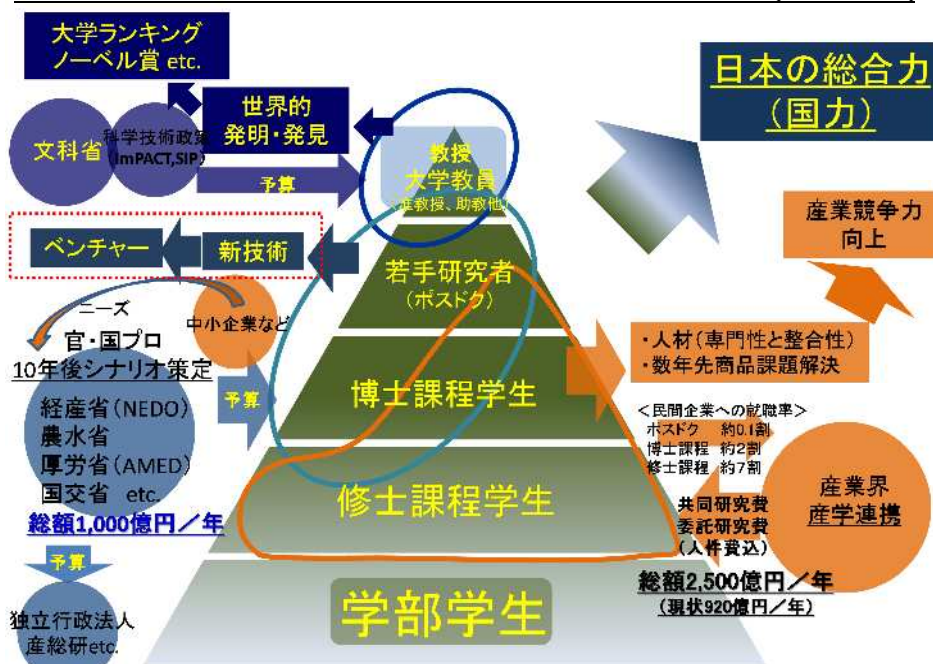 大学ランキング
ノーベル賞 etc.
世界的
発明・発見
文科省
科学技術政策
(ImPACT,SIP)
予算
教授
大学教員
(准教授、助教他)
日本の総合力
(国力)
産業競争力
向上
ベンチャー
新技術
若手研究者
(ポスドク)
ニーズ
中小企業など
官・国プロ
10年後シナリオ策定
経産省(NEDO)
農水省
厚労省(AMED)
国交省 etc.
総額1,000億円/年
予算
・人材(専門性と整合性)
・数年先商品課題解決
博士課程学生
<民間企業への就職率>
ポスドク 約0.1割
博士課程 約2割
修士課程 約7割
修士課程学生
共同研究費
委託研究費
(人件費込)
産業界
産学連携
総額2,500億円/年
(現状920億円/年)
予算
独立行政法人
産総研etc.
学部学生